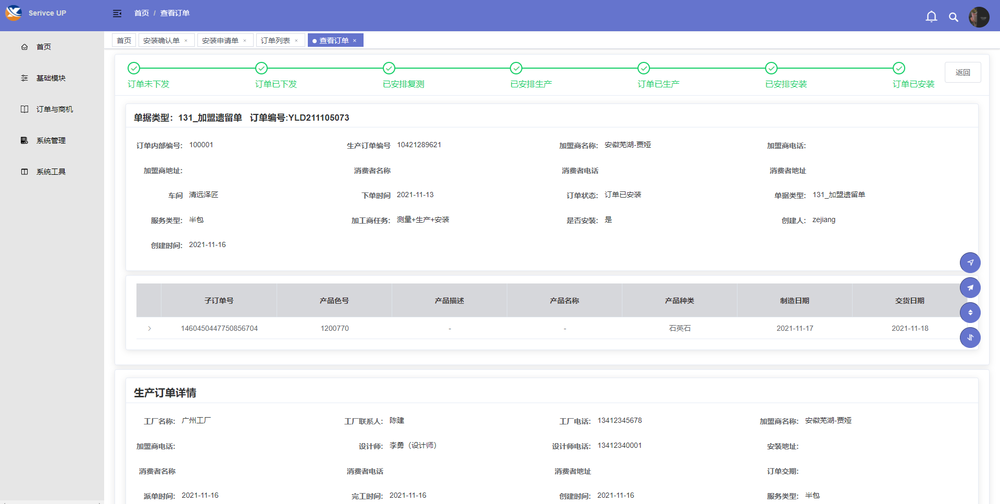 Serivce UP
首页 / 查看订单
首页
基础模块
订单与商机
系统管理
系统工具
首页 安装确认单 × 安装申请单 × 订单列表 × 查看订单 ×
订单未下发 订单已下发 已安排复测 已安排生产 订单已生产 已安排安装 订单已安装 返回
单据类型：131_加盟遗留单 订单编号:YLD211105073
订单内部编号: 100001 生产订单编号 10421289621 加盟商名称: 安徽芜湖-贾娅 加盟商电话:
加盟商地址: 消费者名称 消费者电话 消费者地址
车间 清远泽匠 下单时间 2021-11-13 订单状态: 订单已安装 单据类型: 131_加盟遗留单
服务类型: 半包 加工商任务: 测量+生产+安装 是否安装: 是 创建人: zejiang
创建时间: 2021-11-16
子订单号 产品色号 产品描述 产品名称 产品种类 制造日期 交货日期
1460450447750856704 1200770 - - 石英石 2021-11-17 2021-11-18
生产订单详情
工厂名称: 广州工厂 工厂联系人: 陈建 工厂电话: 13412345678 加盟商名称: 安徽芜湖-贾娅
加盟商电话: 设计师: 李勇（设计师） 设计师电话: 13412340001 安装地址:
消费者名称 消费者电话 消费者地址 订单交期:
派单时间: 2021-11-16 完工时间: 2021-11-16 创建时间: 2021-11-16 服务类型: 半包